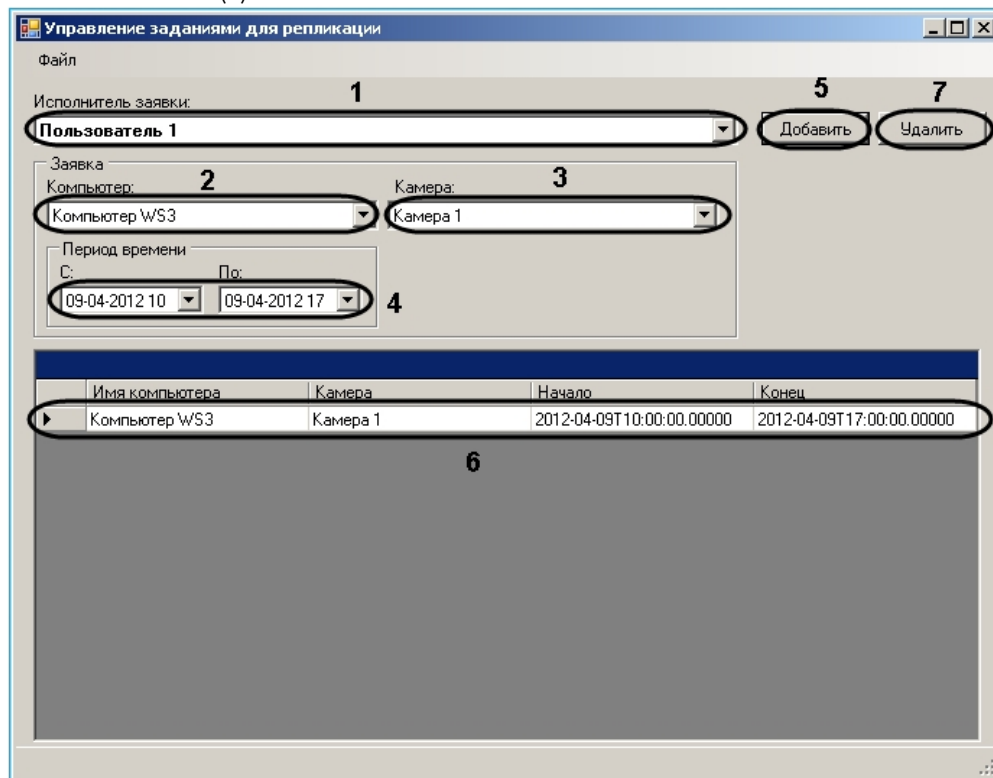 Управление заданиями для репликации
Файл
1
5
7
Исполнитель заявки:
Пользователь 1
Добавить
Удалить
Заявка
2
3
Компьютер:
Камера:
Компьютер WS3
Камера 1
Период времени
С:
По:
09-04-2012 10
09-04-2012 17
4
Имя компьютера
Камера
Начало
Конец
Компьютер WS3
Камера 1
2012-04-09T10:00:00.00000
2012-04-09T17:00:00.00000
6